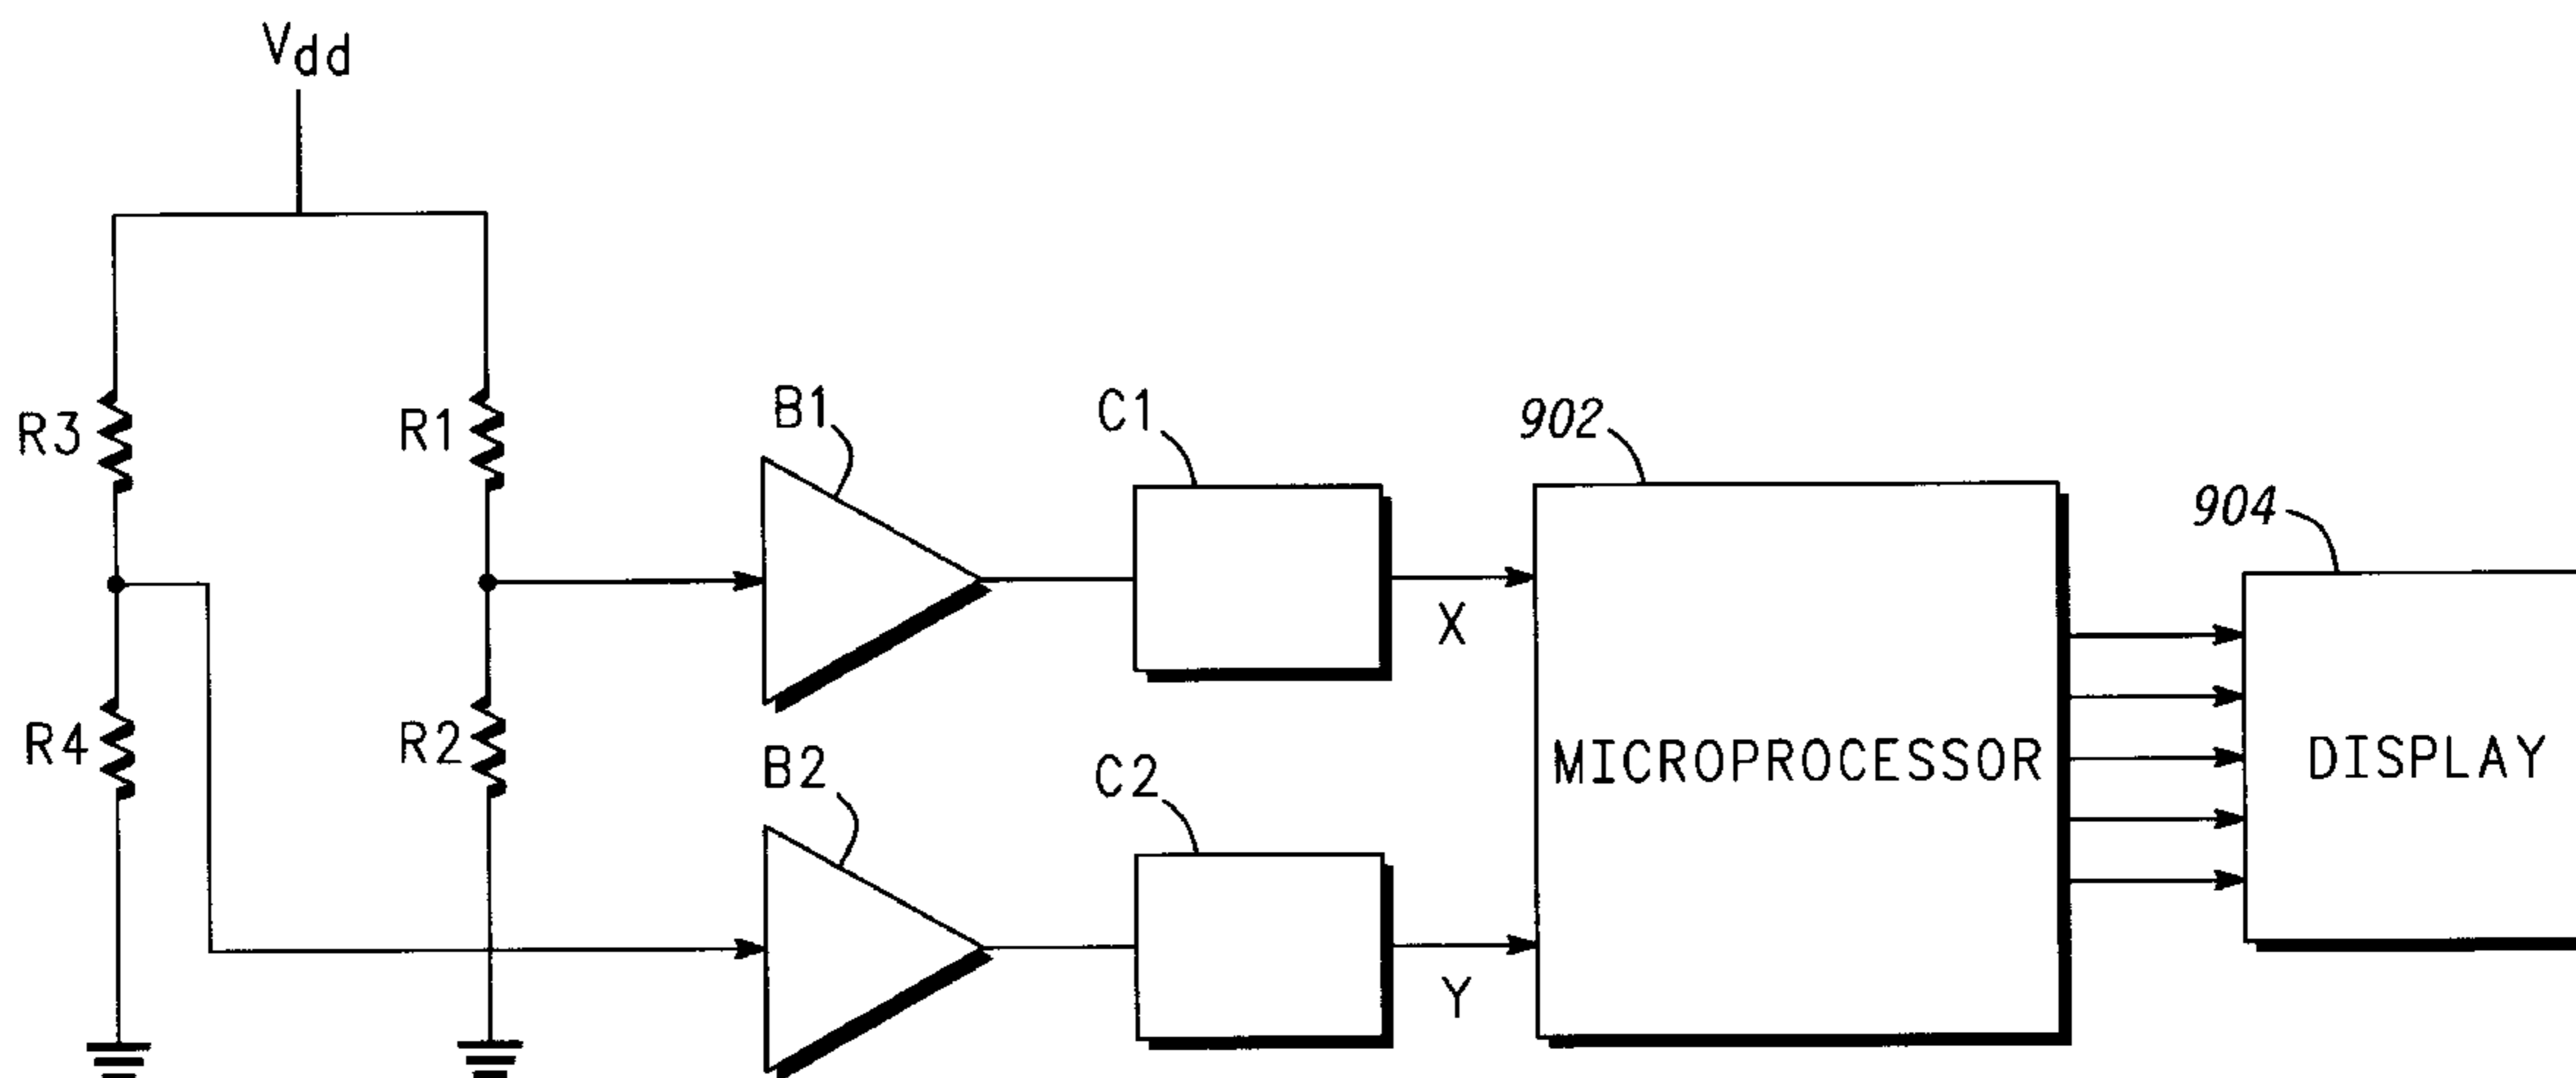 Vdd
R3
R1
R4
R2
B1
C1
B2
C2
X
Y
902
MICROPROCESSOR
904
DISPLAY